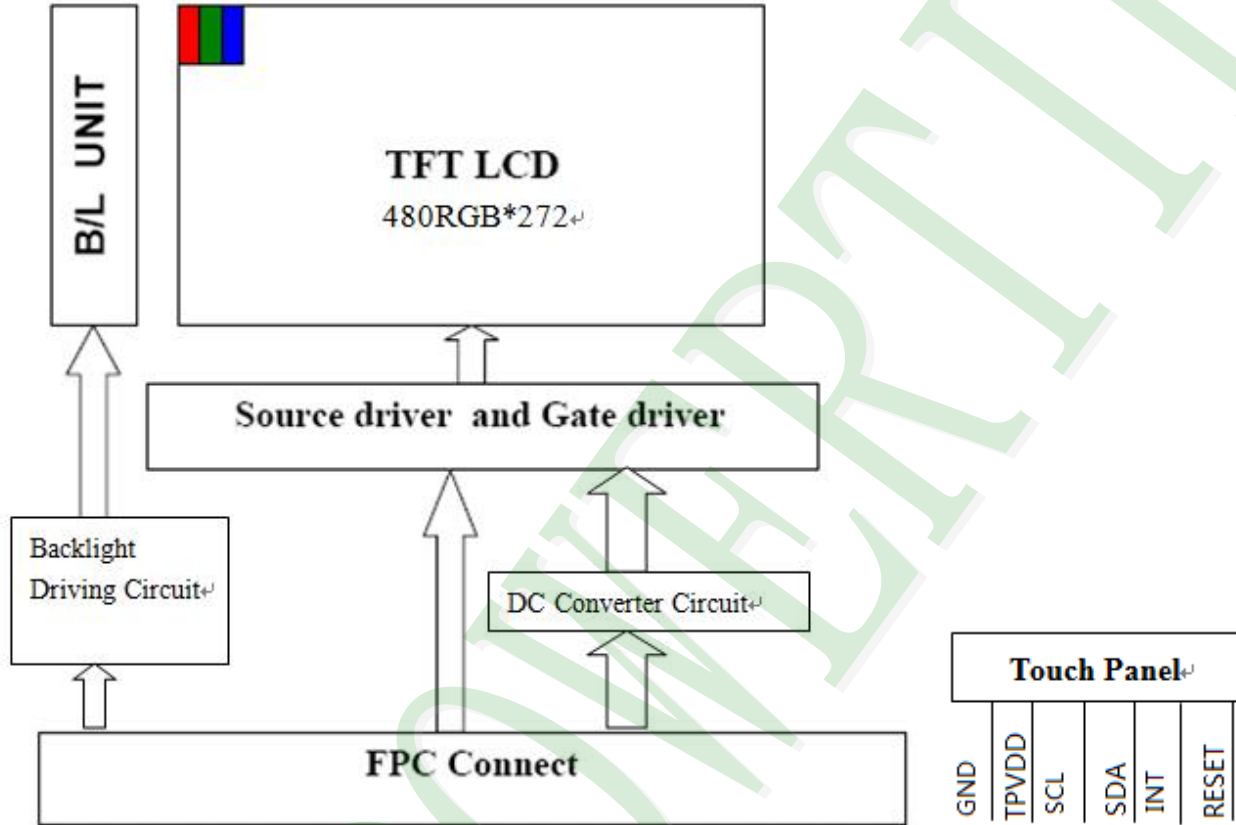 B/L UNIT
TFT LCD
480RGB*272↵
Source driver and Gate driver
Backlight
Driving Circuit↵
DC Converter Circuit↵
FPC Connect
Touch Panel↵
GND
TPVDD
SCL
SDA
INT
RESET